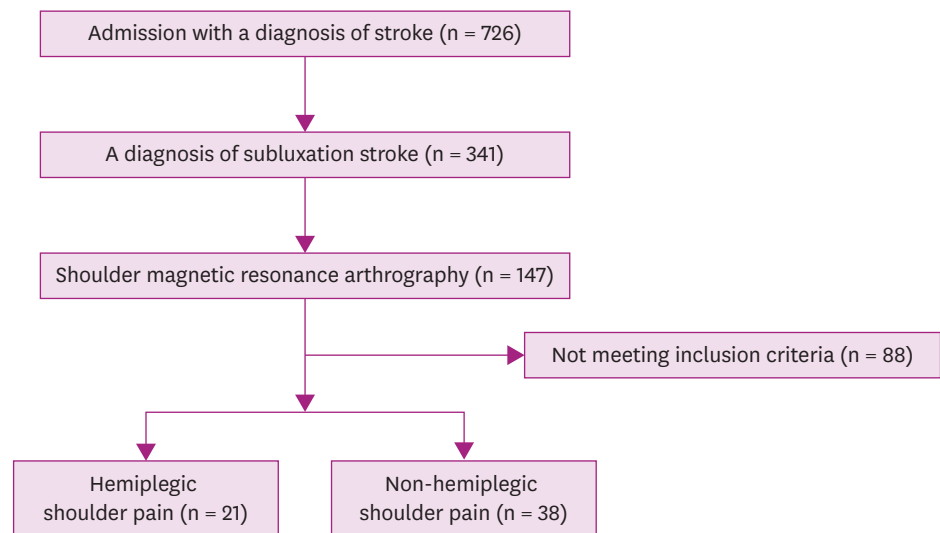 Admission with a diagnosis of stroke (n = 726)
A diagnosis of subluxation stroke (n = 341)
Shoulder magnetic resonance arthrography (n = 147)
Not meeting inclusion criteria (n = 88)
Hemiplegic
shoulder pain (n = 21)
Non-hemiplegic
shoulder pain (n = 38)